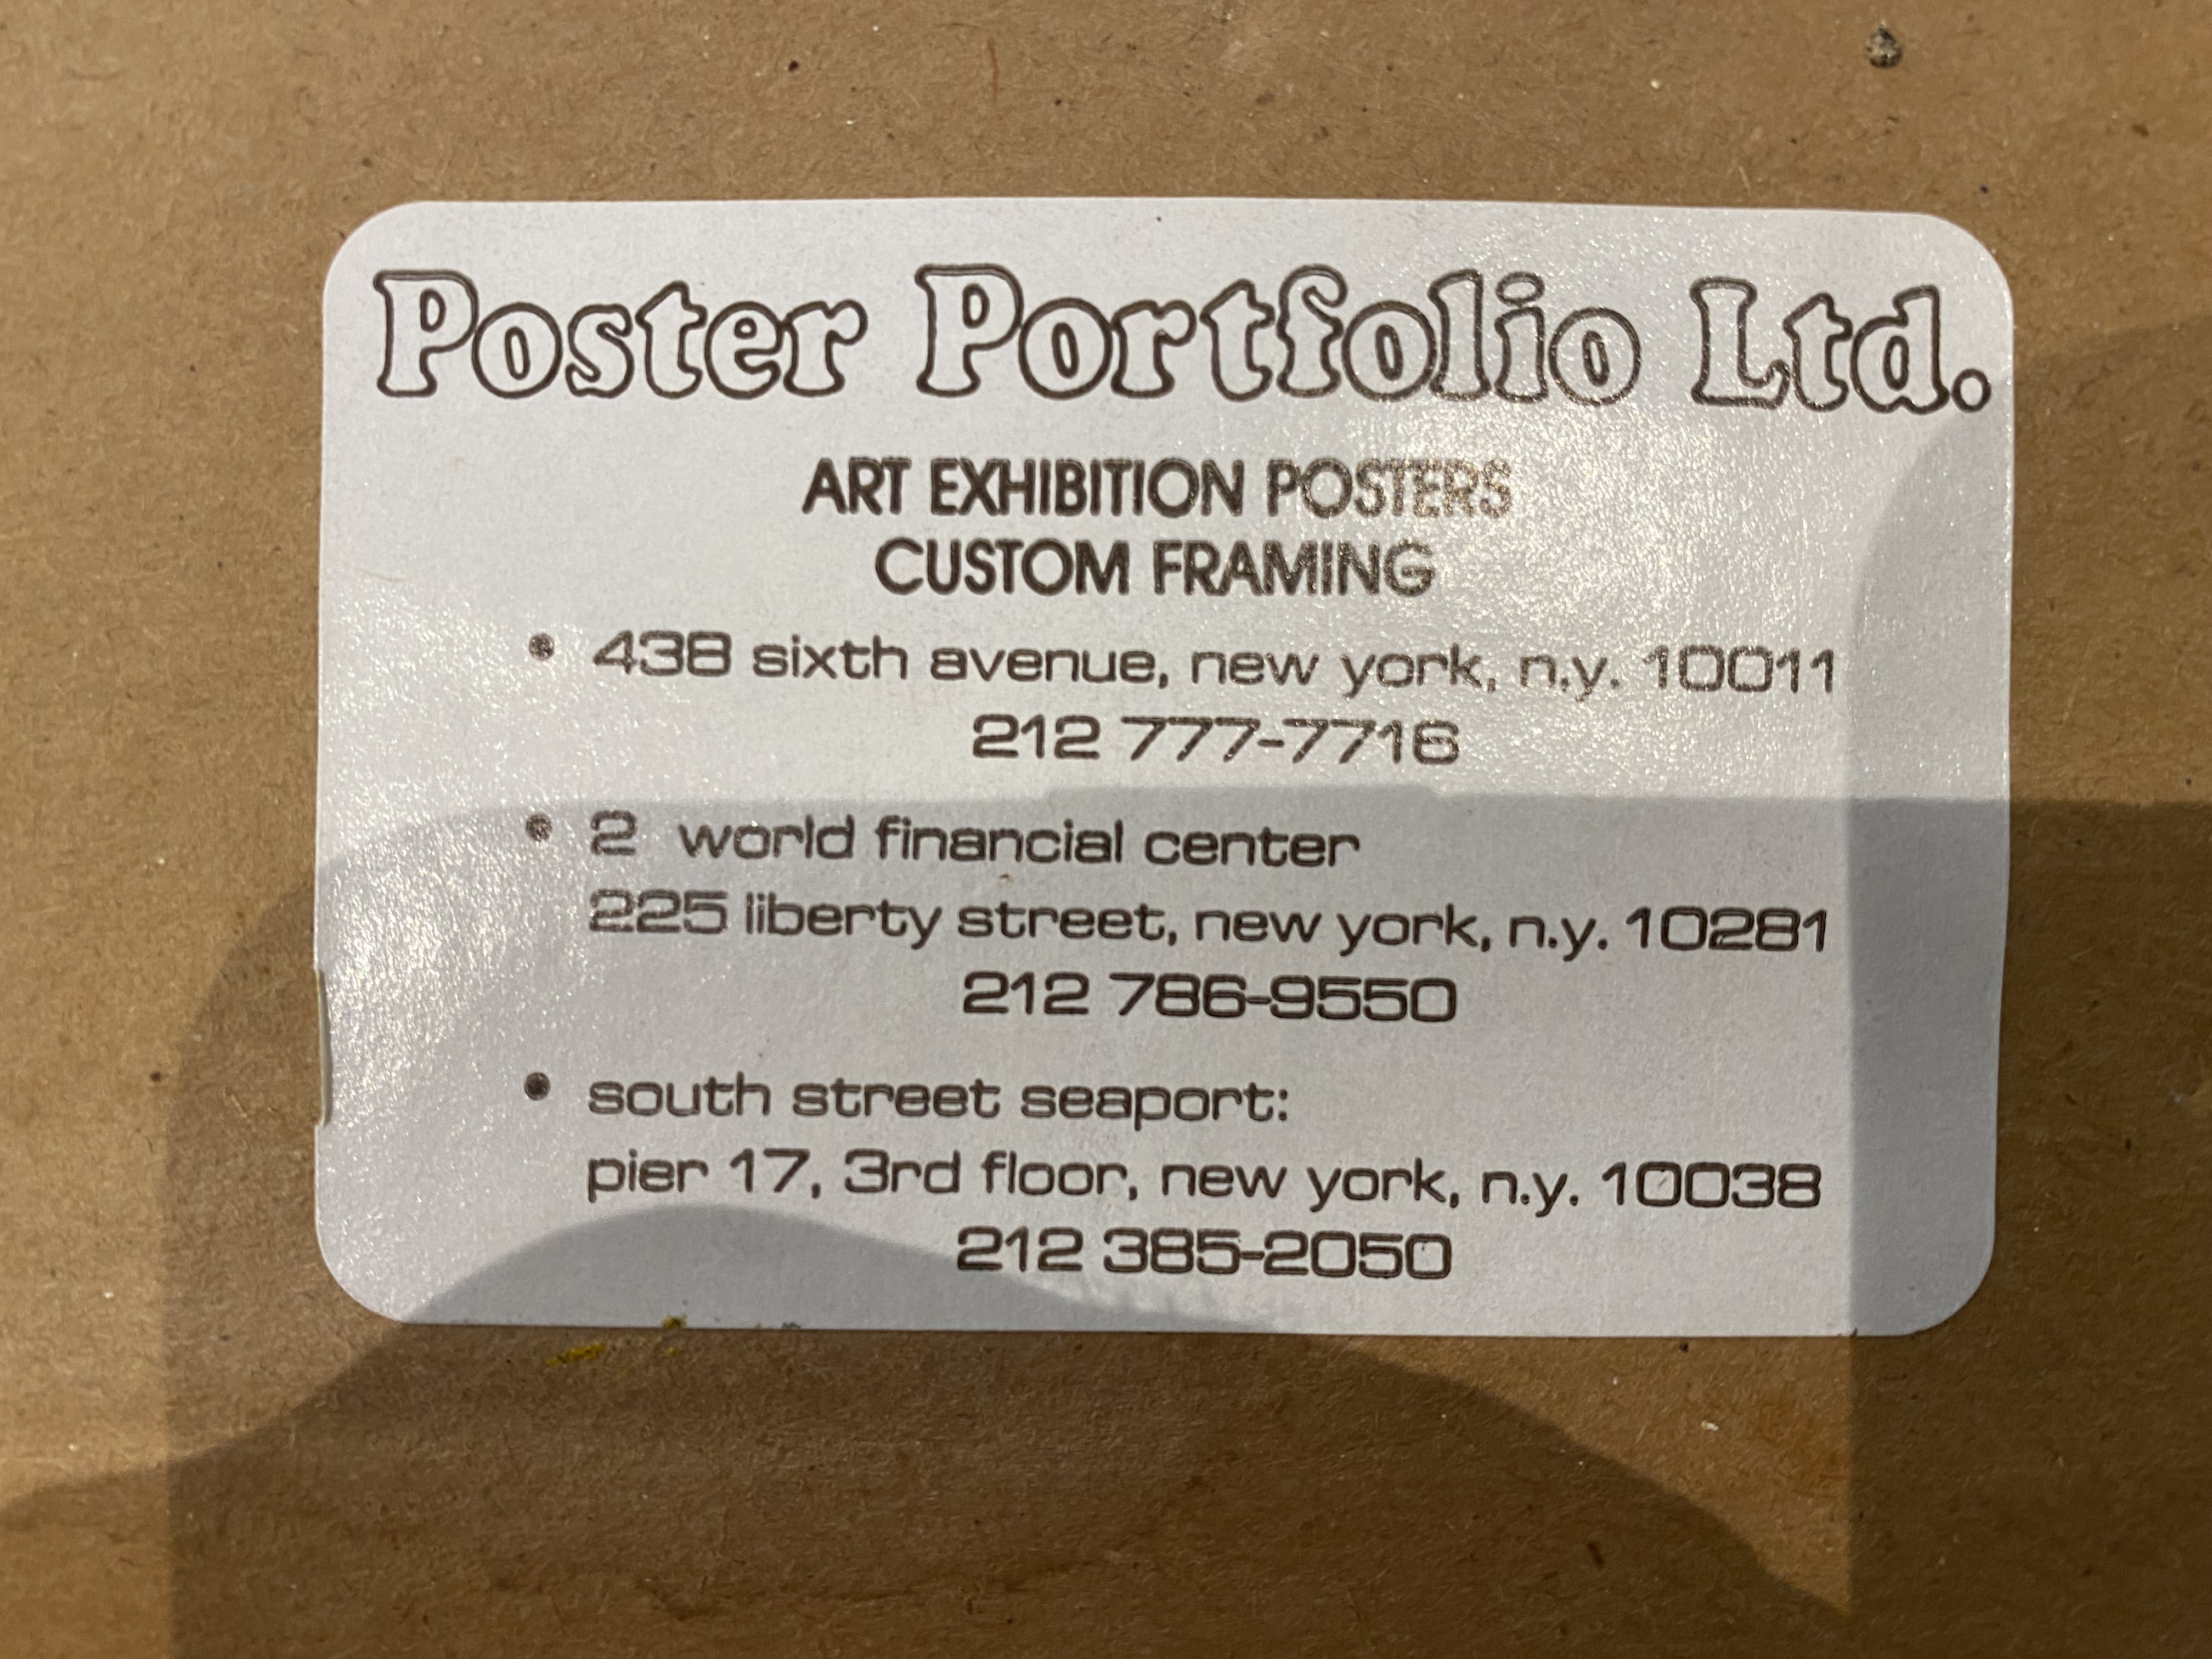 Poster Portfolio Ltd.
ART EXHIBITION POSTERS
CUSTOM FRAMING
• 438 sixth avenue, new york, n.y. 10011
212 777-7716
• 2 world financial center
225 liberty street, new york, n.y. 10281
212 786-9550
• south street seaport:
pier 17, 3rd floor, new york, n.y. 10038
212 385-2050